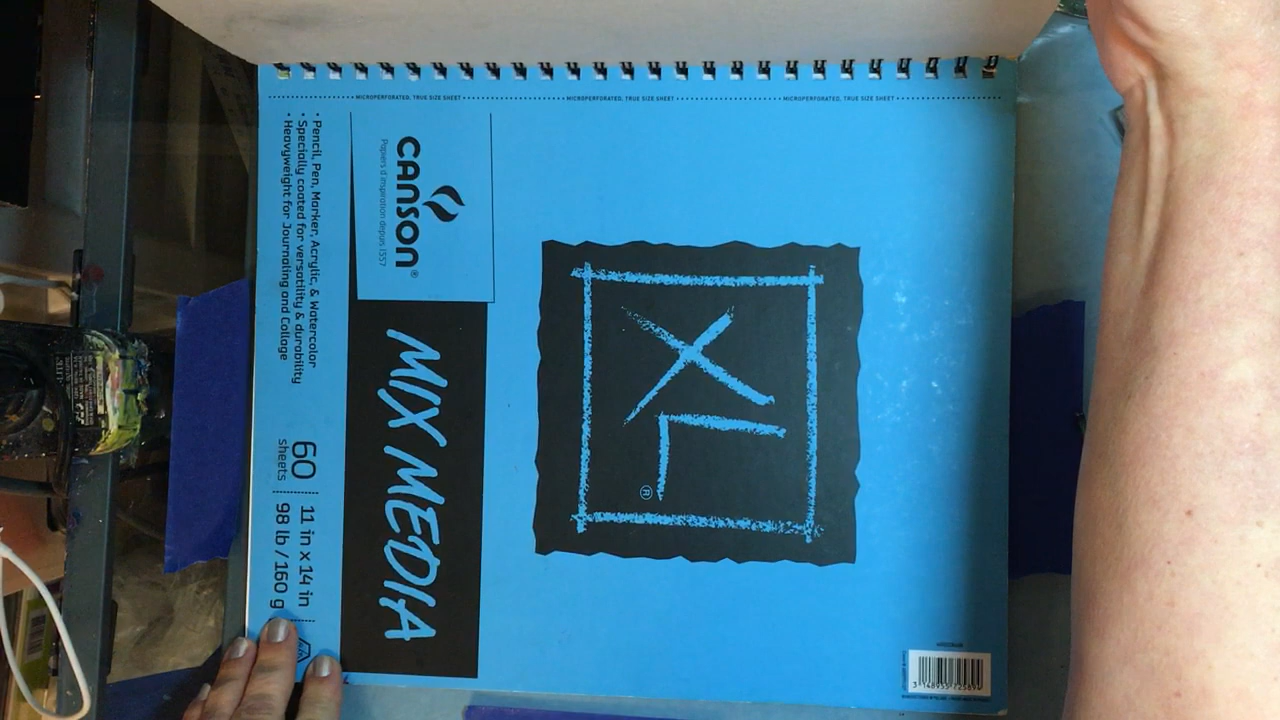 MICROPERFORATED, TRUE SIZE SHEET MICROPERFORATED, TRUE SIZE SHEET MICROPERFORATED, TRUE SIZE SHEET
XL®
CANSON®
Papiers d'inspiration depuis 1557
MIX MEDIA
• Pencil, Pen, Marker, Acrylic, & Watercolor
• Specially coated for versatility & durability
• Heavyweight for Journaling and Collage
60
sheets
11 in x 14 in
98 lb / 160 g